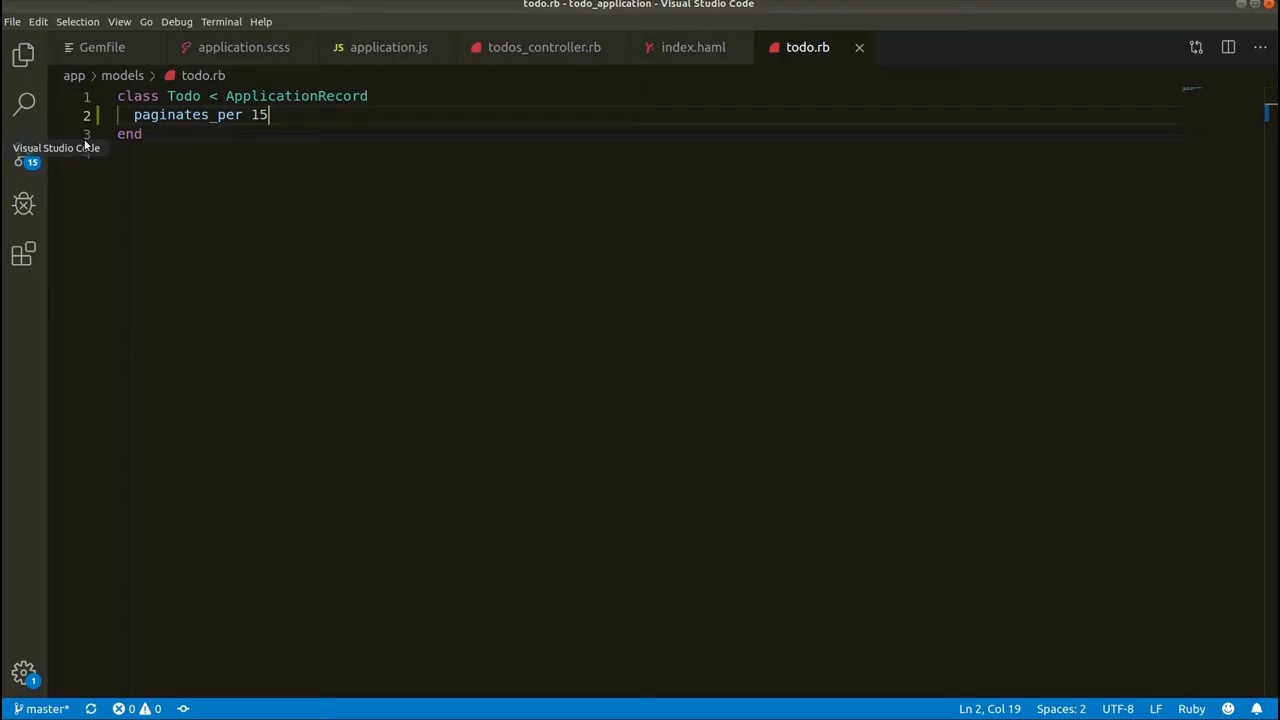 todo.rb - todo_application - Visual Studio Code
File Edit Selection View Go Debug Terminal Help
Gemfile application.scss JS application.js todos_controller.rb index.haml todo.rb
app > models > todo.rb
1 class Todo < ApplicationRecord
2 paginates_per 15
3 end
Visual Studio Code
15
1
master* 0 0 Ln 2, Col 19 Spaces: 2 UTF-8 LF Ruby